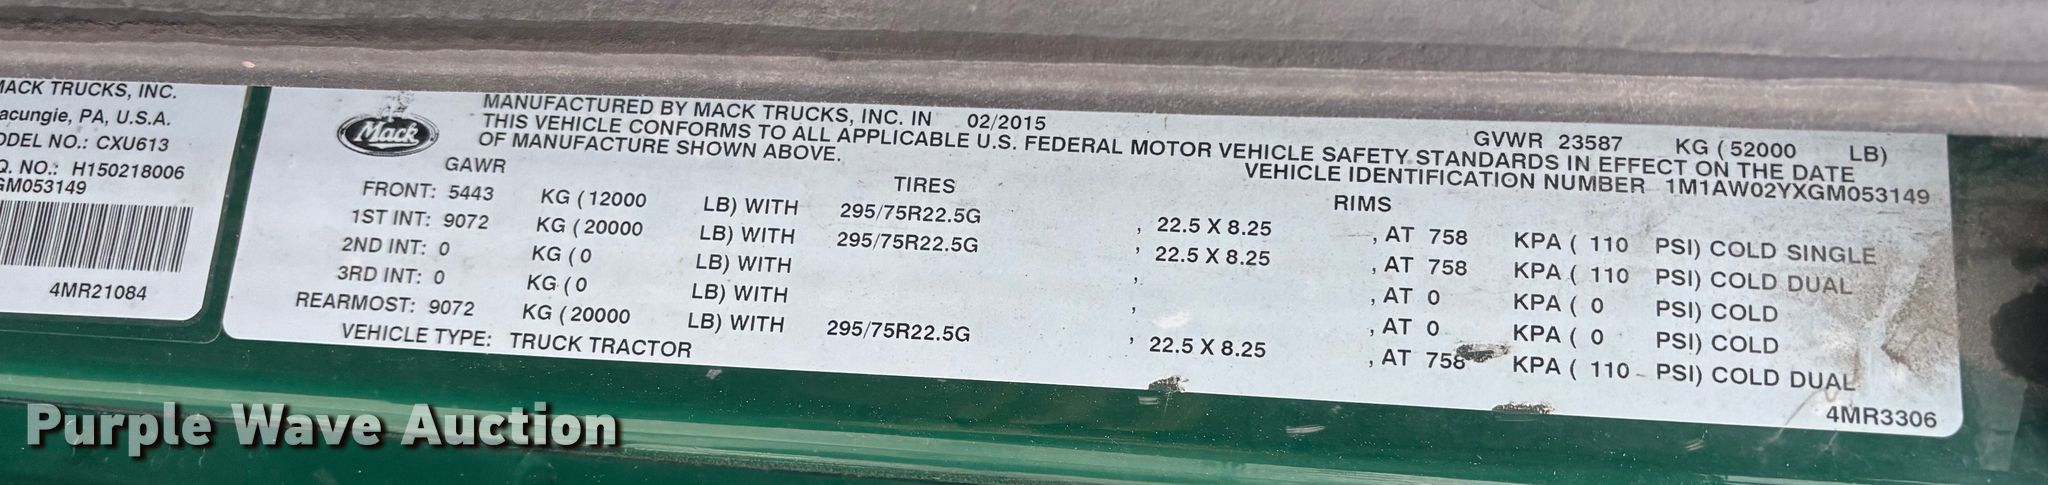 MACK TRUCKS, INC.
acungie, PA, U.S.A.
ODEL NO.: CXU613
Q. NO.: H150218006
GM053149
4MR21084
Mack
MANUFACTURED BY MACK TRUCKS, INC. IN 02/2015 GVWR 23587 KG ( 52000 LB)
THIS VEHICLE CONFORMS TO ALL APPLICABLE U.S. FEDERAL MOTOR VEHICLE SAFETY STANDARDS IN EFFECT ON THE DATE
OF MANUFACTURE SHOWN ABOVE. VEHICLE IDENTIFICATION NUMBER 1M1AW02YXGM053149
GAWR TIRES RIMS
FRONT: 5443 KG ( 12000 LB) WITH 295/75R22.5G , 22.5 X 8.25 , AT 758 KPA ( 110 PSI) COLD SINGLE
1ST INT: 9072 KG ( 20000 LB) WITH 295/75R22.5G , 22.5 X 8.25 , AT 758 KPA ( 110 PSI) COLD DUAL
2ND INT: 0 KG ( 0 LB) WITH , , AT 0 KPA ( 0 PSI) COLD
3RD INT: 0 KG ( 0 LB) WITH , , AT 0 KPA ( 0 PSI) COLD
REARMOST: 9072 KG ( 20000 LB) WITH 295/75R22.5G , 22.5 X 8.25 , AT 758 KPA ( 110 PSI) COLD DUAL
VEHICLE TYPE: TRUCK TRACTOR
4MR3306
Purple Wave Auction